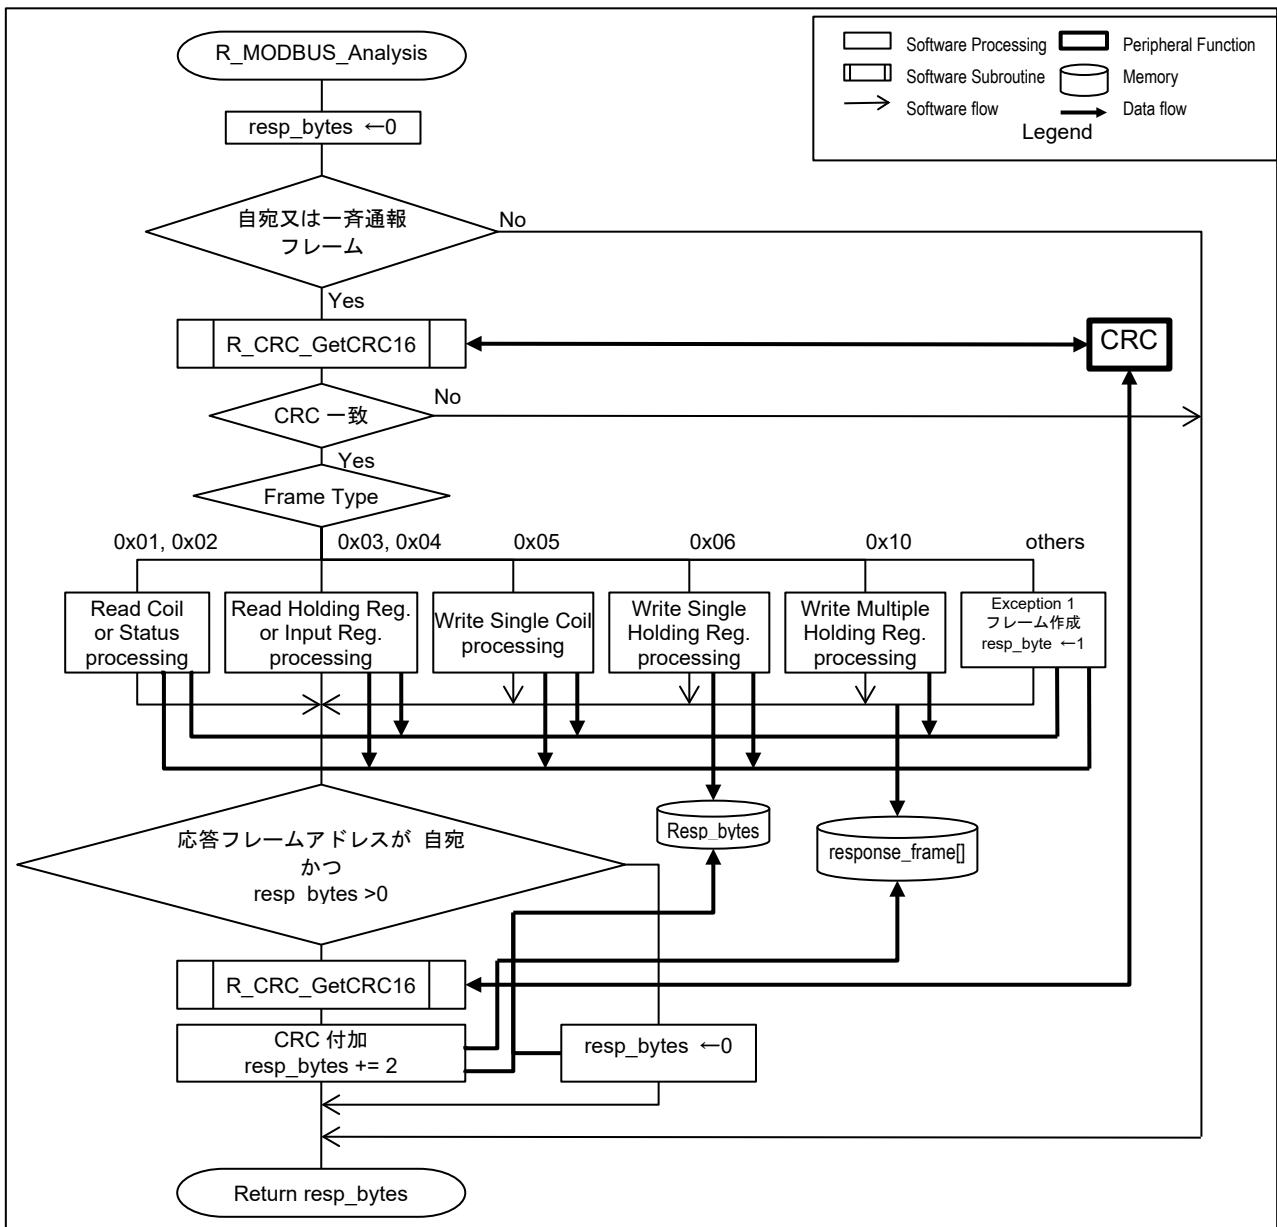 R_MODBUS_Analysis
Software Processing
Peripheral Function
Software Subroutine
Memory
Software flow
Data flow
Legend
resp_bytes ←0
自宛又は一斉通報
フレーム
No
Yes
R_CRC_GetCRC16
CRC
CRC 一致
No
Yes
Frame Type
0x01, 0x02
0x03, 0x04
0x05
0x06
0x10
others
Read Coil
or Status
processing
Read Holding Reg.
or Input Reg.
processing
Write Single Coil
processing
Write Single
Holding Reg.
processing
Write Multiple
Holding Reg.
processing
Exception 1
フレーム作成
resp_byte ←1
Resp_bytes
response_frame[]
応答フレームアドレスが 自宛
かつ
resp bytes >0
R_CRC_GetCRC16
CRC 付加
resp_bytes += 2
resp_bytes ←0
Return resp_bytes